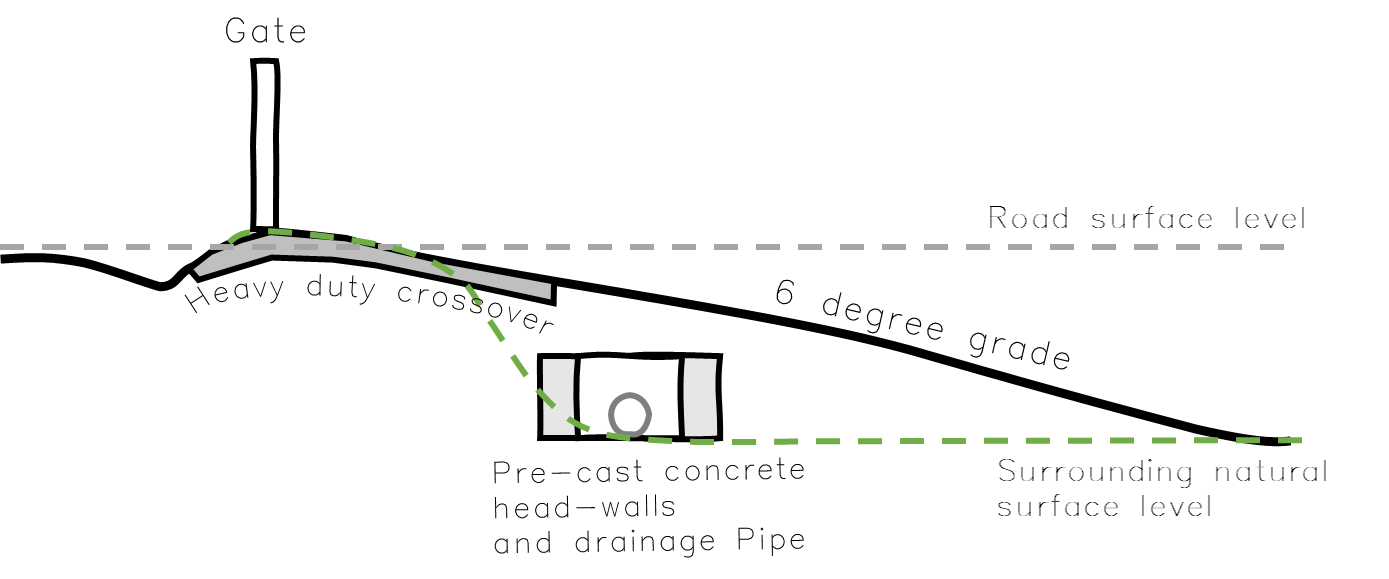 Gate
Road surface level
Heavy duty crossover
6 degree grade
Pre-cast concrete
head-walls
and drainage Pipe
Surrounding natural
surface level